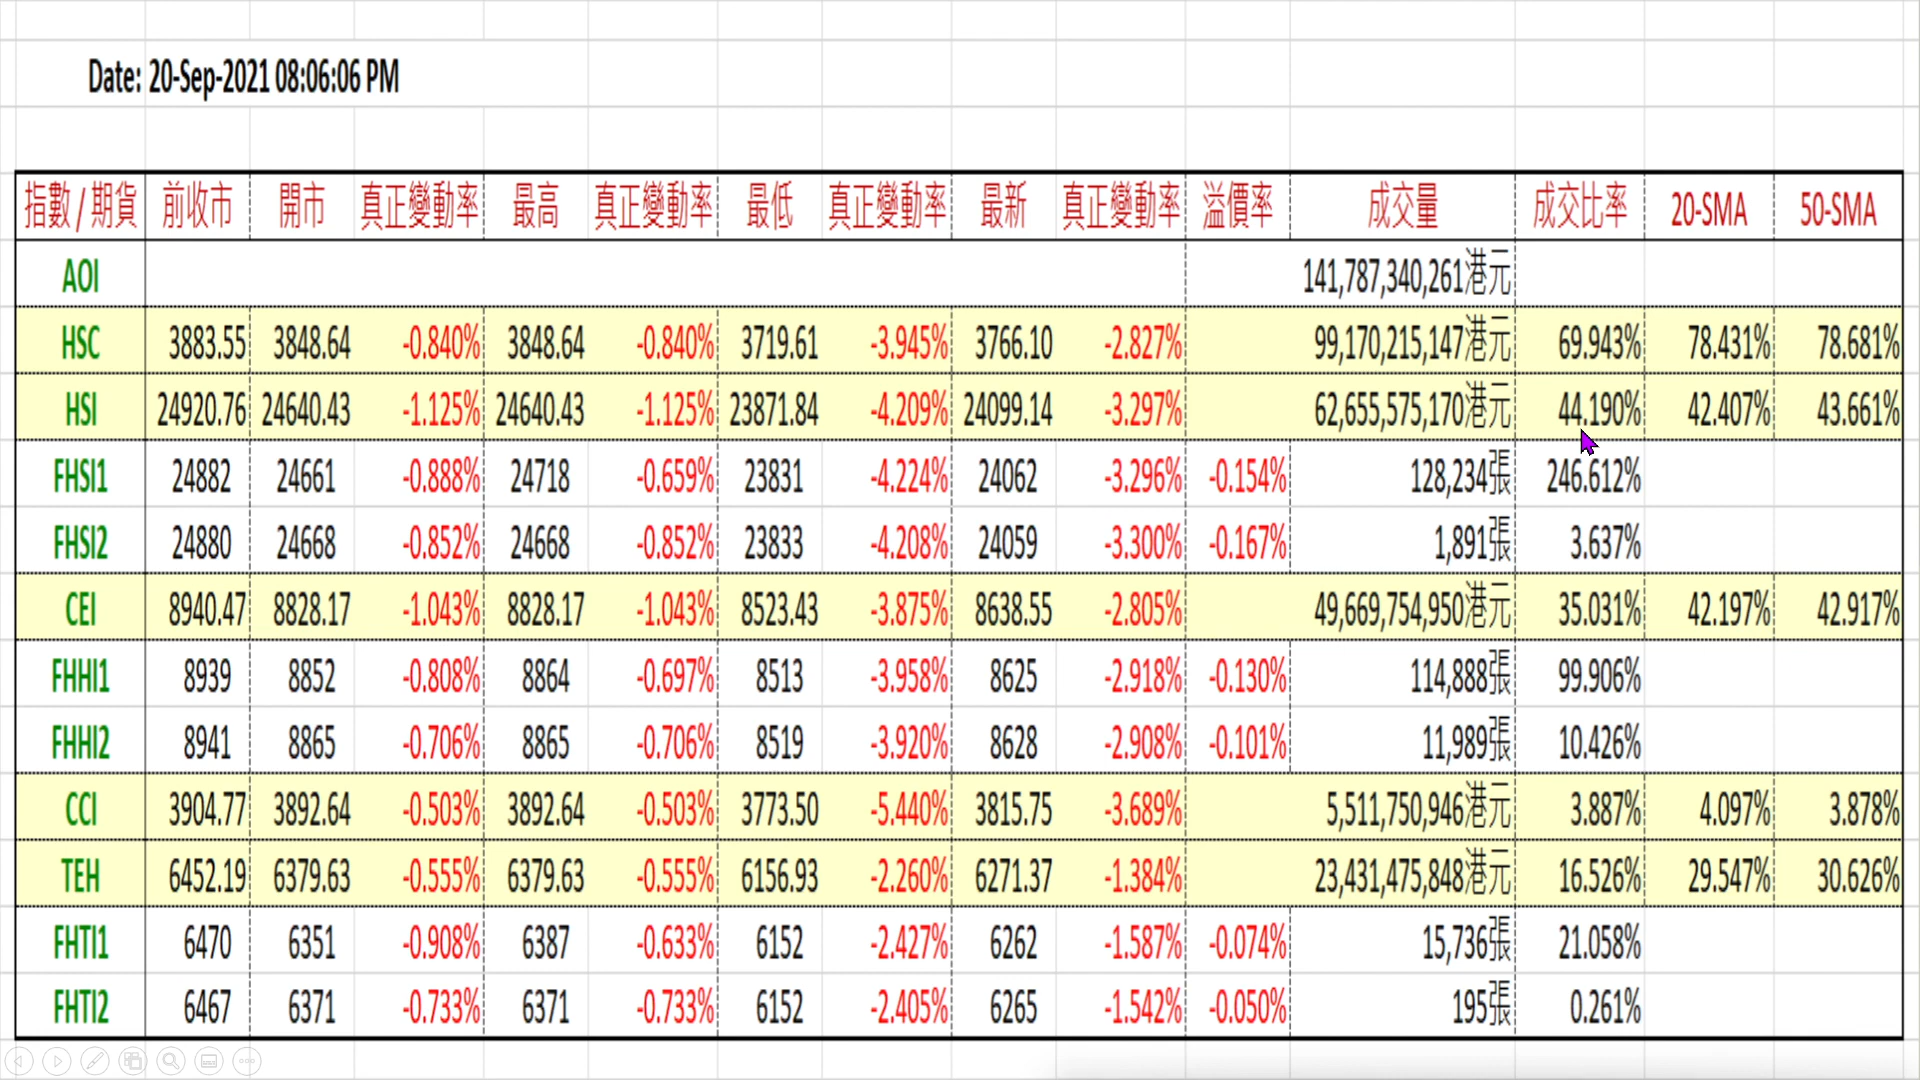 Date: 20-Sep-2021 08:06:06 PM
指數 / 期貨 前收市 開市 真正變動率 最高 真正變動率 最低 真正變動率 最新 真正變動率 溢價率 成交量 成交比率 20-SMA 50-SMA
AOI 141,787,340,261港元
HSC 3883.55 3848.64 -0.840% 3848.64 -0.840% 3719.61 -3.945% 3766.10 -2.827% 99,170,215,147港元 69.943% 78.431% 78.681%
HSI 24920.76 24640.43 -1.125% 24640.43 -1.125% 23871.84 -4.209% 24099.14 -3.297% 62,655,575,170港元 44.190% 42.407% 43.661%
FHSI1 24882 24661 -0.888% 24718 -0.659% 23831 -4.224% 24062 -3.296% -0.154% 128,234張 246.612%
FHSI2 24880 24668 -0.852% 24668 -0.852% 23833 -4.208% 24059 -3.300% -0.167% 1,891張 3.637%
CEI 8940.47 8828.17 -1.043% 8828.17 -1.043% 8523.43 -3.875% 8638.55 -2.805% 49,669,754,950港元 35.031% 42.197% 42.917%
FHHI1 8939 8852 -0.808% 8864 -0.697% 8513 -3.958% 8625 -2.918% -0.130% 114,888張 99.906%
FHHI2 8941 8865 -0.706% 8865 -0.706% 8519 -3.920% 8628 -2.908% -0.101% 11,989張 10.426%
CCI 3904.77 3892.64 -0.503% 3892.64 -0.503% 3773.50 -5.440% 3815.75 -3.689% 5,511,750,946港元 3.887% 4.097% 3.878%
TEH 6452.19 6379.63 -0.555% 6379.63 -0.555% 6156.93 -2.260% 6271.37 -1.384% 23,431,475,848港元 16.526% 29.547% 30.626%
FHTI1 6470 6351 -0.908% 6387 -0.633% 6152 -2.427% 6262 -1.587% -0.074% 15,736張 21.058%
FHTI2 6467 6371 -0.733% 6371 -0.733% 6152 -2.405% 6265 -1.542% -0.050% 195張 0.261%